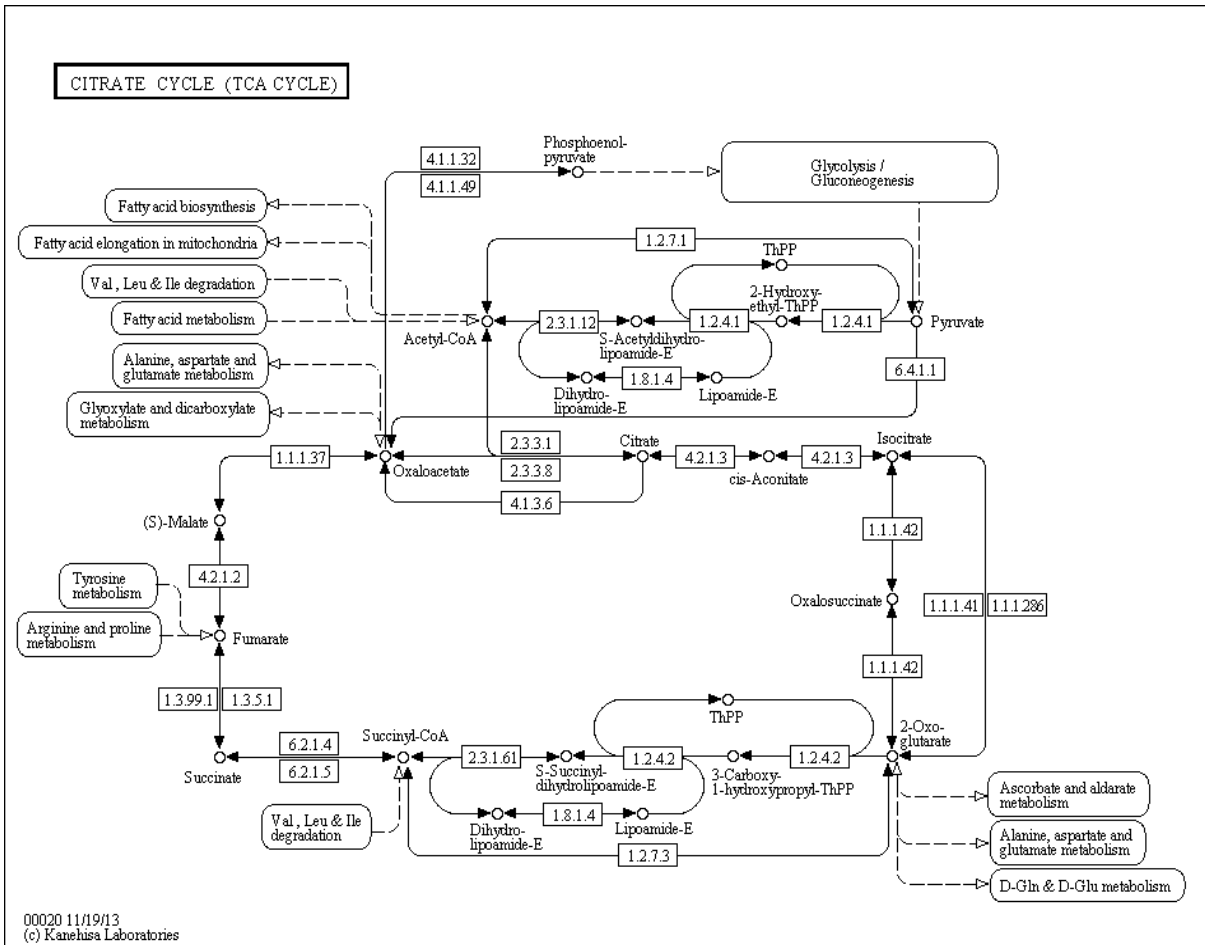 CITRATE CYCLE (TCA CYCLE)
Phosphoenol-
pyruvate
4.1.1.32
4.1.1.49
Glycolysis /
Gluconeogenesis
Fatty acid biosynthesis
Fatty acid elongation in mitochondria
Val, Leu & Ile degradation
Fatty acid metabolism
1.2.7.1
ThPP
2-Hydroxy-
ethyl-ThPP
Acetyl-CoA
2.3.1.12
S-Acetyldihydro-
lipoamide-E
1.2.4.1
1.2.4.1
Pyruvate
Alanine, aspartate and
glutamate metabolism
Glyoxylate and dicarboxylate
metabolism
Dihydro-
lipoamide-E
1.8.1.4
Lipoamide-E
6.4.1.1
1.1.1.37
Oxaloacetate
2.3.3.1
2.3.3.8
4.1.3.6
Citrate
4.2.1.3
cis-Aconitate
4.2.1.3
Isocitrate
(S)-Malate
1.1.1.42
4.2.1.2
Tyrosine
metabolism
Arginine and proline
metabolism
Fumarate
Oxalosuccinate
1.1.1.41
1.1.1.286
1.1.1.42
1.3.99.1
1.3.5.1
ThPP
2-Oxo-
glutarate
Succinate
6.2.1.4
6.2.1.5
Succinyl-CoA
2.3.1.61
S-Succinyl-
dihydrolipoamide-E
1.2.4.2
3-Carboxy-
1-hydroxypropyl-ThPP
1.2.4.2
Val, Leu & Ile
degradation
Dihydro-
lipoamide-E
1.8.1.4
Lipoamide-E
1.2.7.3
Ascorbate and aldarate
metabolism
Alanine, aspartate and
glutamate metabolism
D-Gln & D-Glu metabolism
00020 11/19/13
(c) Kanehisa Laboratories